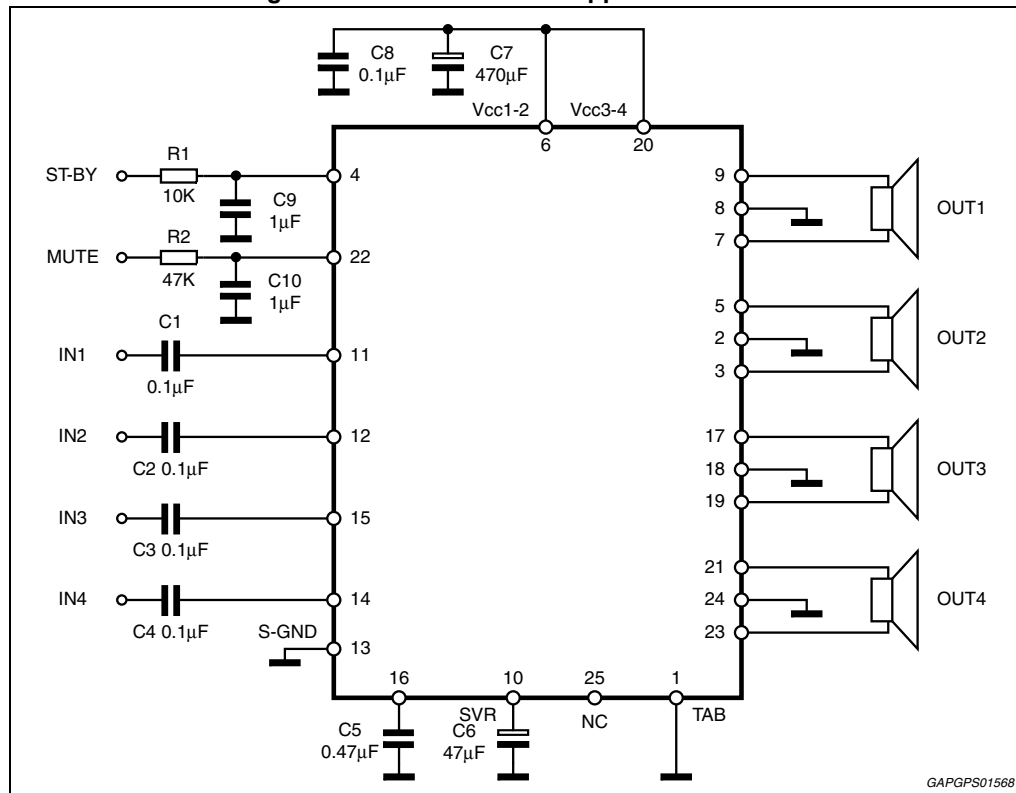 C8
0.1µF
C7
470µF
Vcc1-2
Vcc3-4
6
20
ST-BY
R1
10K
C9
1µF
4
MUTE
R2
47K
C10
1µF
22
IN1
C1
0.1µF
11
IN2
C2 0.1µF
12
IN3
C3 0.1µF
15
IN4
C4 0.1µF
14
S-GND
13
9
8
7
OUT1
5
2
3
OUT2
17
18
19
OUT3
21
24
23
OUT4
16
10
25
1
C5
0.47µF
SVR
C6
47µF
NC
TAB
GAPGPS01568